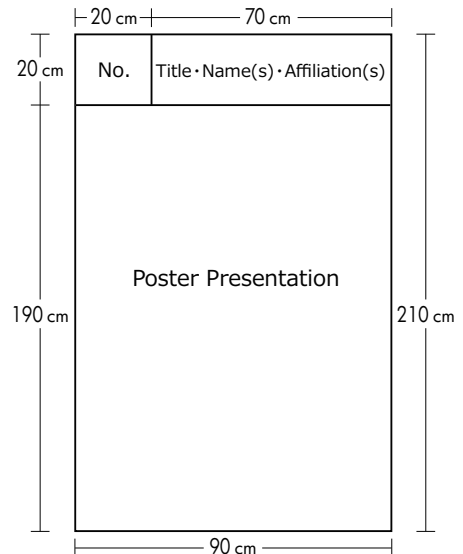 20 cm
70 cm
20 cm
No.
Title・Name(s)・Affiliation(s)
Poster Presentation
190 cm
210 cm
90 cm